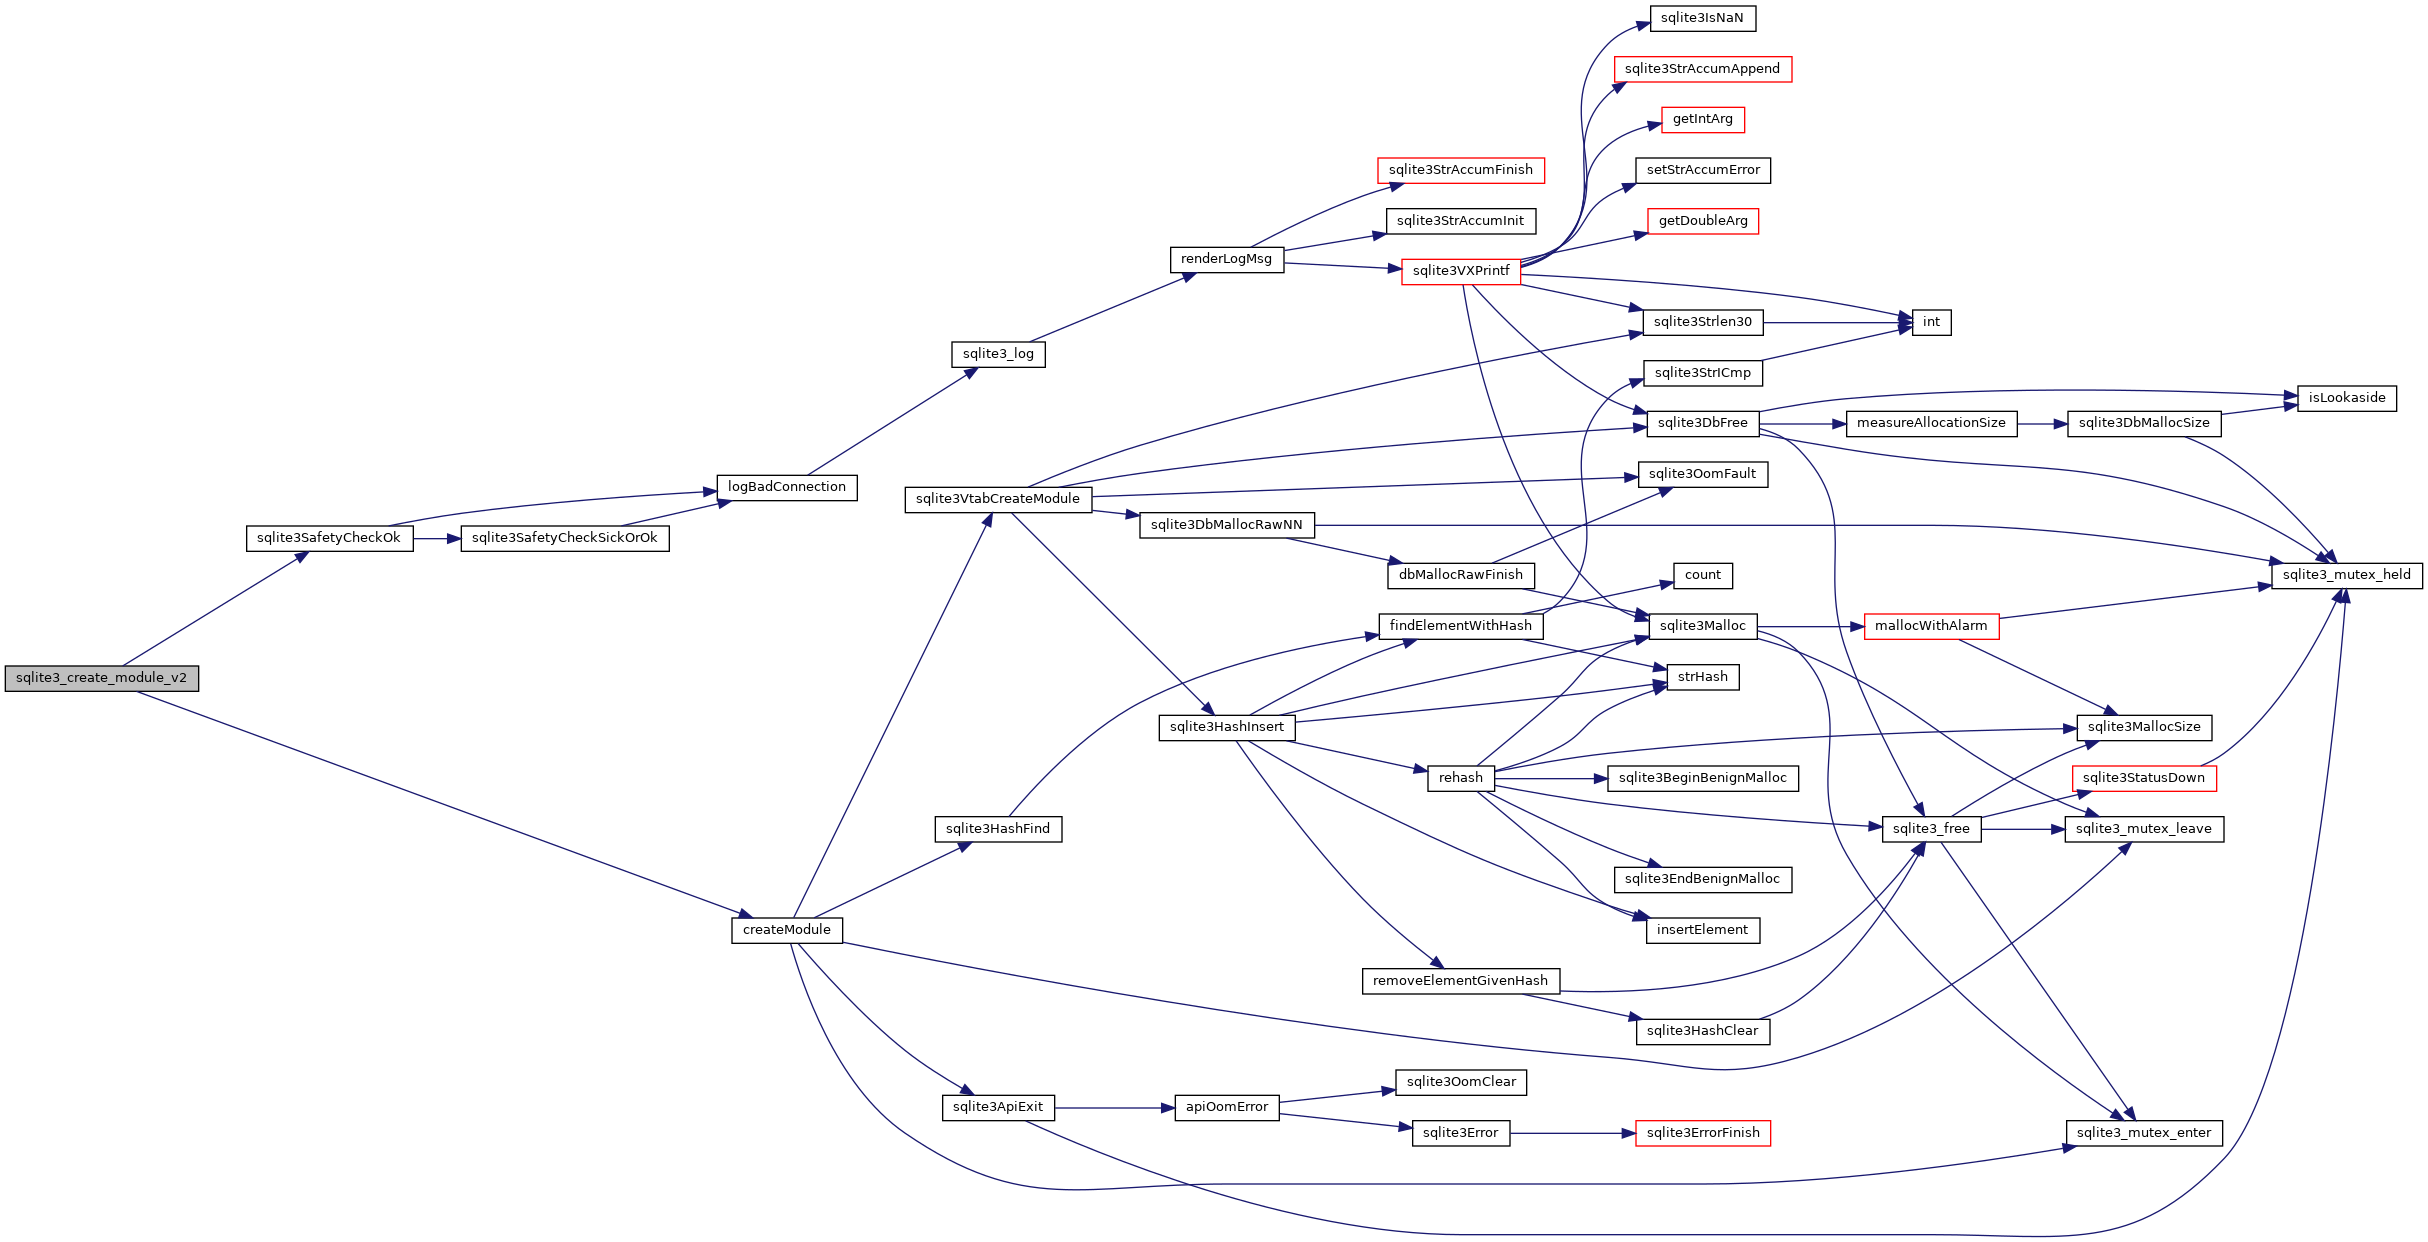 sqlite3IsNaN
sqlite3StrAccumAppend
getIntArg
sqlite3StrAccumFinish
setStrAccumError
sqlite3StrAccumInit
getDoubleArg
renderLogMsg
sqlite3VXPrintf
sqlite3Strlen30
int
sqlite3_log
sqlite3StrICmp
isLookaside
sqlite3DbFree
measureAllocationSize
sqlite3DbMallocSize
sqlite3OomFault
logBadConnection
sqlite3VtabCreateModule
sqlite3DbMallocRawNN
sqlite3SafetyCheckOk
sqlite3SafetyCheckSickOrOk
dbMallocRawFinish
count
sqlite3_mutex_held
findElementWithHash
sqlite3Malloc
mallocWithAlarm
sqlite3_create_module_v2
strHash
sqlite3HashInsert
sqlite3MallocSize
rehash
sqlite3BeginBenignMalloc
sqlite3StatusDown
sqlite3HashFind
sqlite3_free
sqlite3_mutex_leave
sqlite3EndBenignMalloc
createModule
insertElement
removeElementGivenHash
sqlite3HashClear
sqlite3OomClear
sqlite3ApiExit
apiOomError
sqlite3Error
sqlite3ErrorFinish
sqlite3_mutex_enter